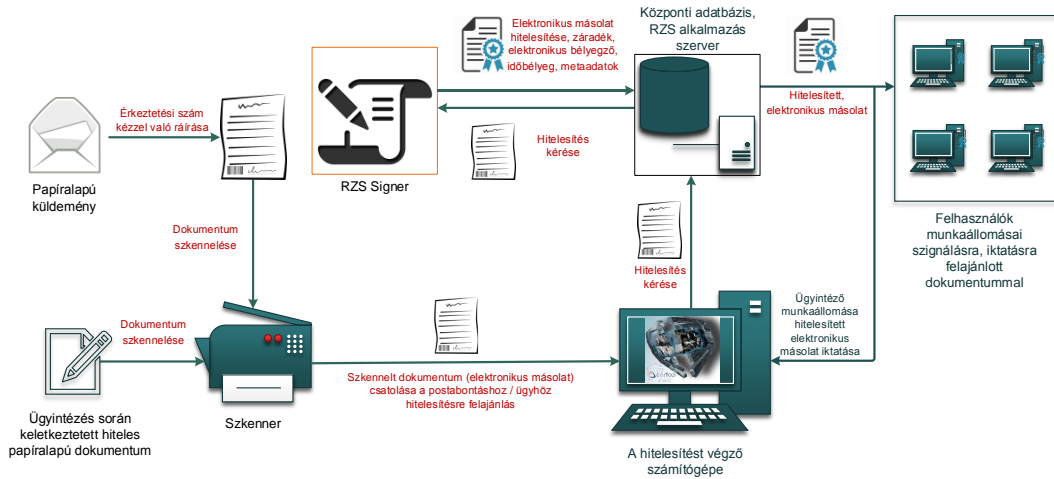 Elektronikus másolat
hitelesítése, záradék,
elektronikus bélyegző,
időbélyeg, metaadatok
Központi adatbázis,
RZS alkalmazás
szerver
Érkeztetési szám
kézzel való ráírása
Hitelesített,
elektronikus másolat
Hitelesítés
kérése
Papíralapú
küldemény
RZS Signer
Felhasználók
munkaállomásai
szignálásra, iktatásra
felajánlott
dokumentummal
Dokumentum
szkennelése
Hitelesítés
kérése
Ügyintéző
munkaállomása
hitelesített
elektronikus
másolat iktatása
Dokumentum
szkennelése
Szkennelt dokumentum (elektronikus másolat)
csatolása a postabontáshoz / ügyhöz
hitelesítésre felajánlás
Ügyintézés során
keletkeztetett hiteles
papíralapú dokumentum
Szkenner
A hitelesítést végző
számítógépe